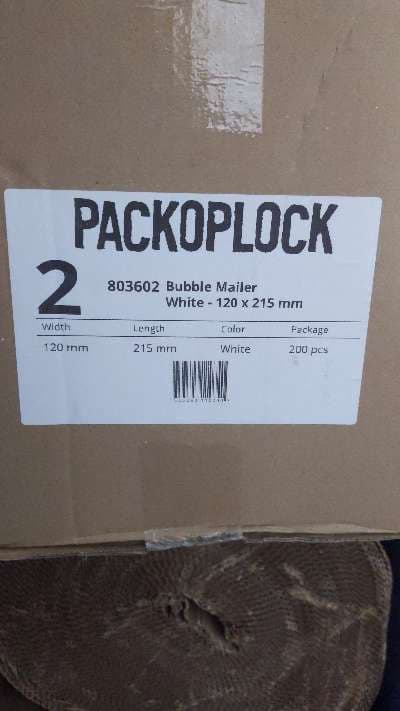 PACKOPLOCK
2
803602 Bubble Mailer
White - 120 x 215 mm
Width Length Color Package
120 mm 215 mm White 200 pcs